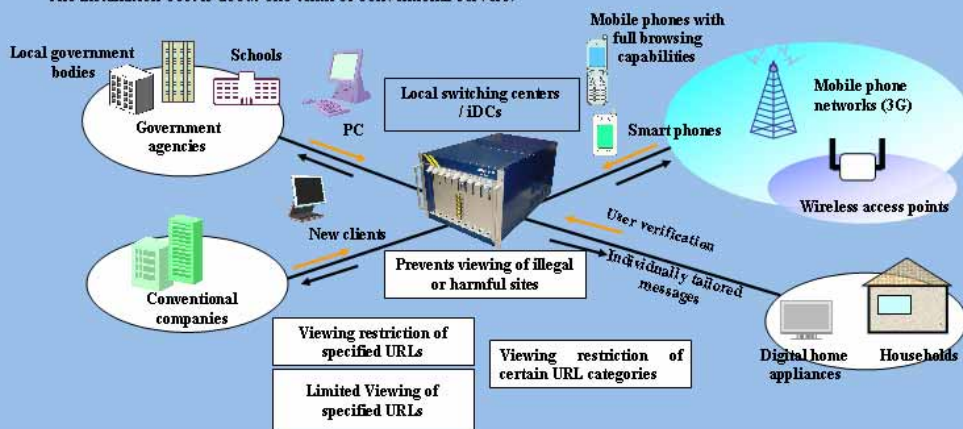 Local government
bodies
Schools
Government
agencies
PC
Local switching centers
/ iDCs
Mobile phones with
full browsing
capabilities
Smart phones
Mobile phone
networks (3G)
Wireless access points
New clients
Conventional
companies
Prevents viewing of illegal
or harmful sites
User verification
Individually tailored
messages
Digital home
appliances
Households
Viewing restriction of
specified URLs
Limited Viewing of
specified URLs
Viewing restriction of
certain URL categories